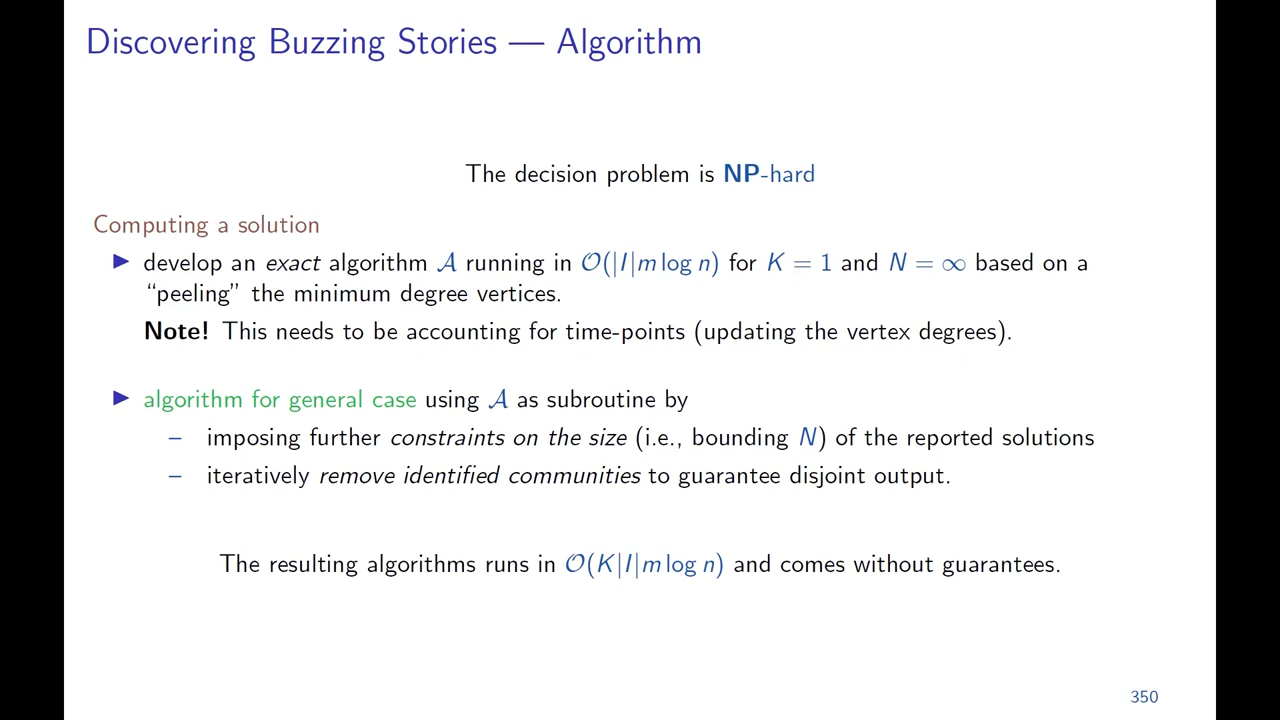 Discovering Buzzing Stories — Algorithm
The decision problem is NP-hard
Computing a solution
▶ develop an exact algorithm 𝒜 running in 𝒪(|I|m log n) for K = 1 and N = ∞ based on a
“peeling” the minimum degree vertices.
Note! This needs to be accounting for time-points (updating the vertex degrees).
▶ algorithm for general case using 𝒜 as subroutine by
– imposing further constraints on the size (i.e., bounding N) of the reported solutions
– iteratively remove identified communities to guarantee disjoint output.
The resulting algorithms runs in 𝒪(K|I|m log n) and comes without guarantees.
350